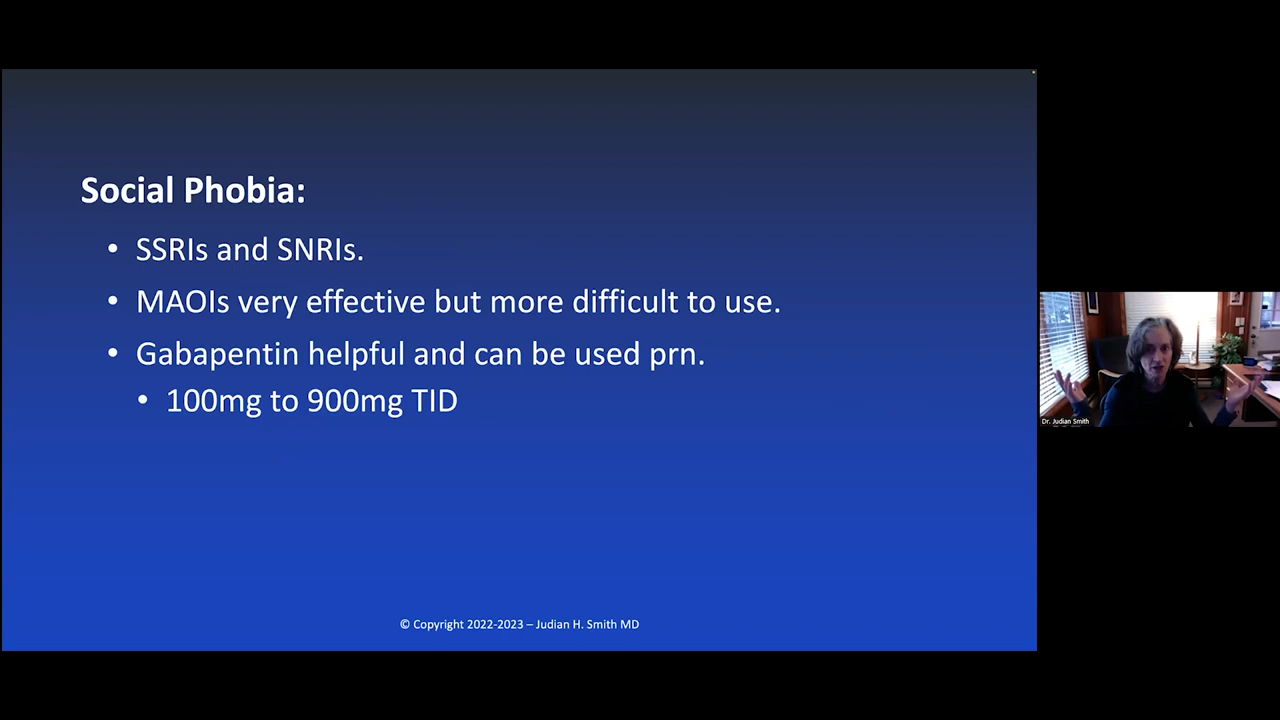 Social Phobia:
• SSRIs and SNRIs.
• MAOIs very effective but more difficult to use.
• Gabapentin helpful and can be used prn.
• 100mg to 900mg TID
Dr. Judian Smith
© Copyright 2022-2023 – Judian H. Smith MD